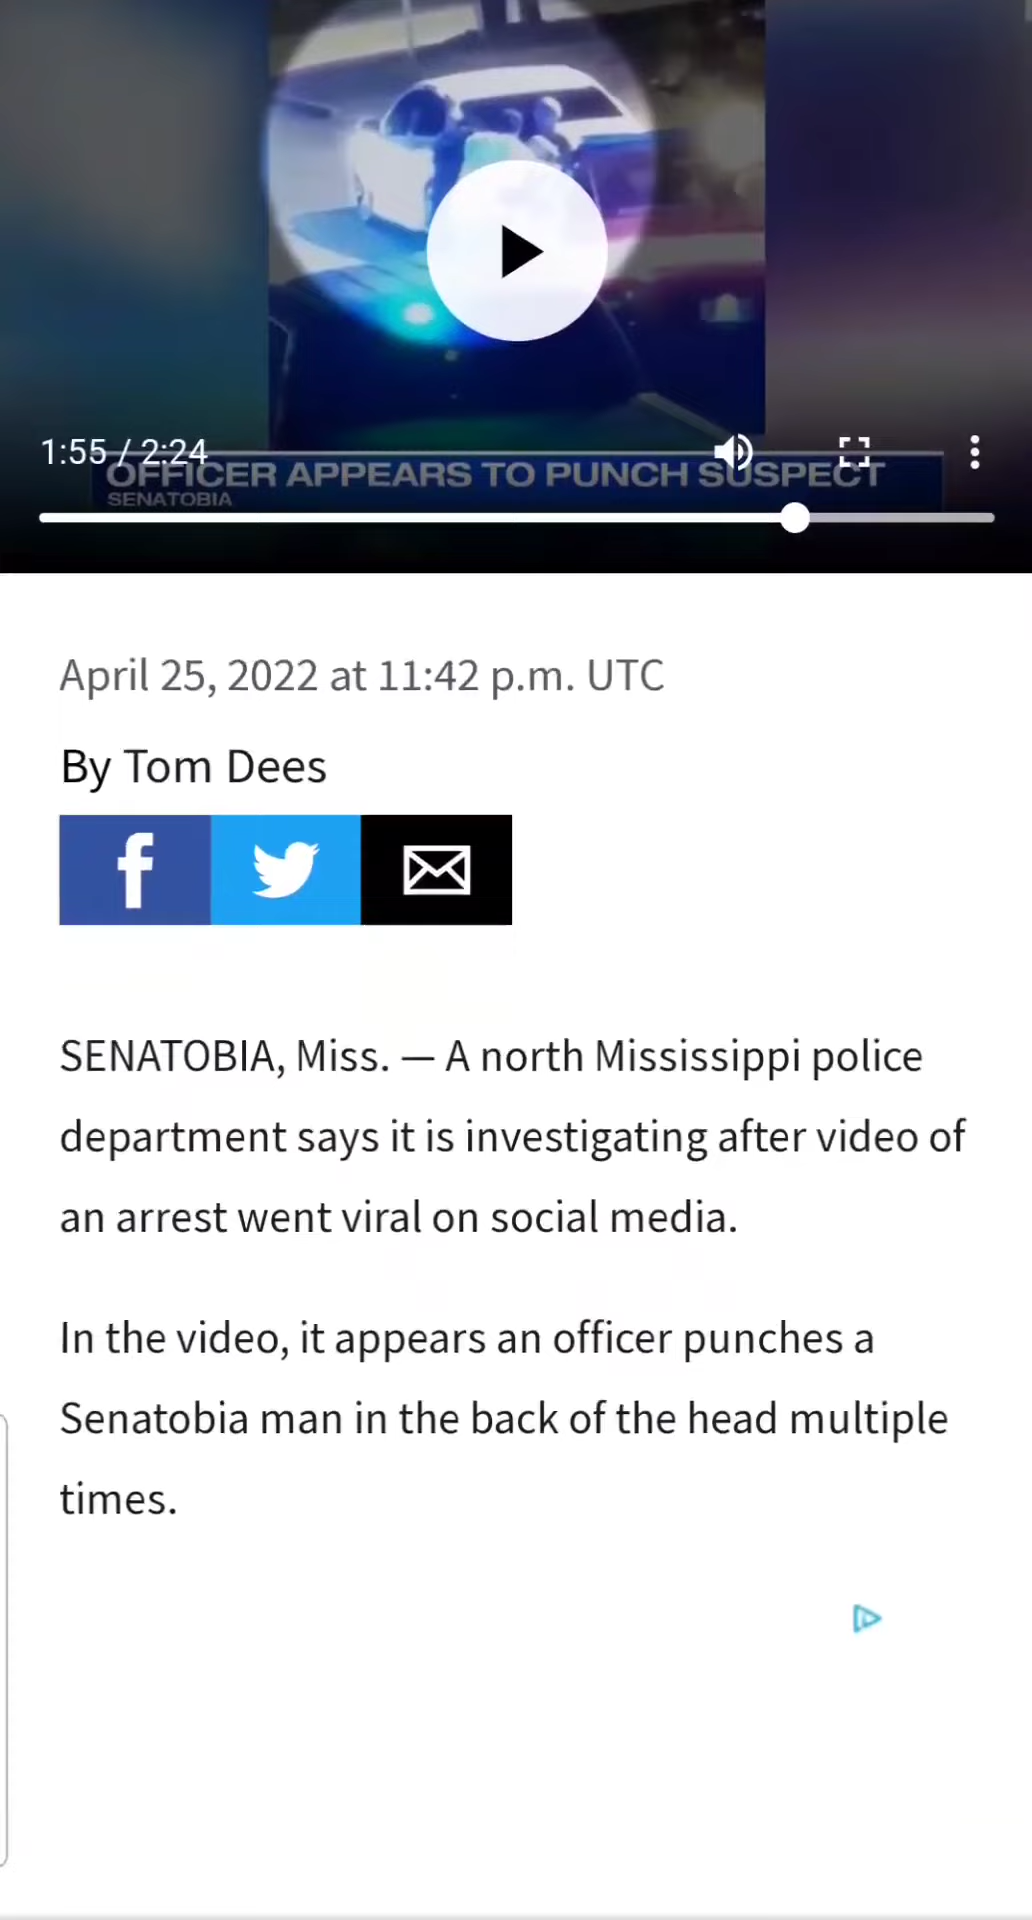 1:55 / 2:24
OFFICER APPEARS TO PUNCH SUSPECT
SENATOBIA
April 25, 2022 at 11:42 p.m. UTC
By Tom Dees
SENATOBIA, Miss. — A north Mississippi police
department says it is investigating after video of
an arrest went viral on social media.
In the video, it appears an officer punches a
Senatobia man in the back of the head multiple
times.